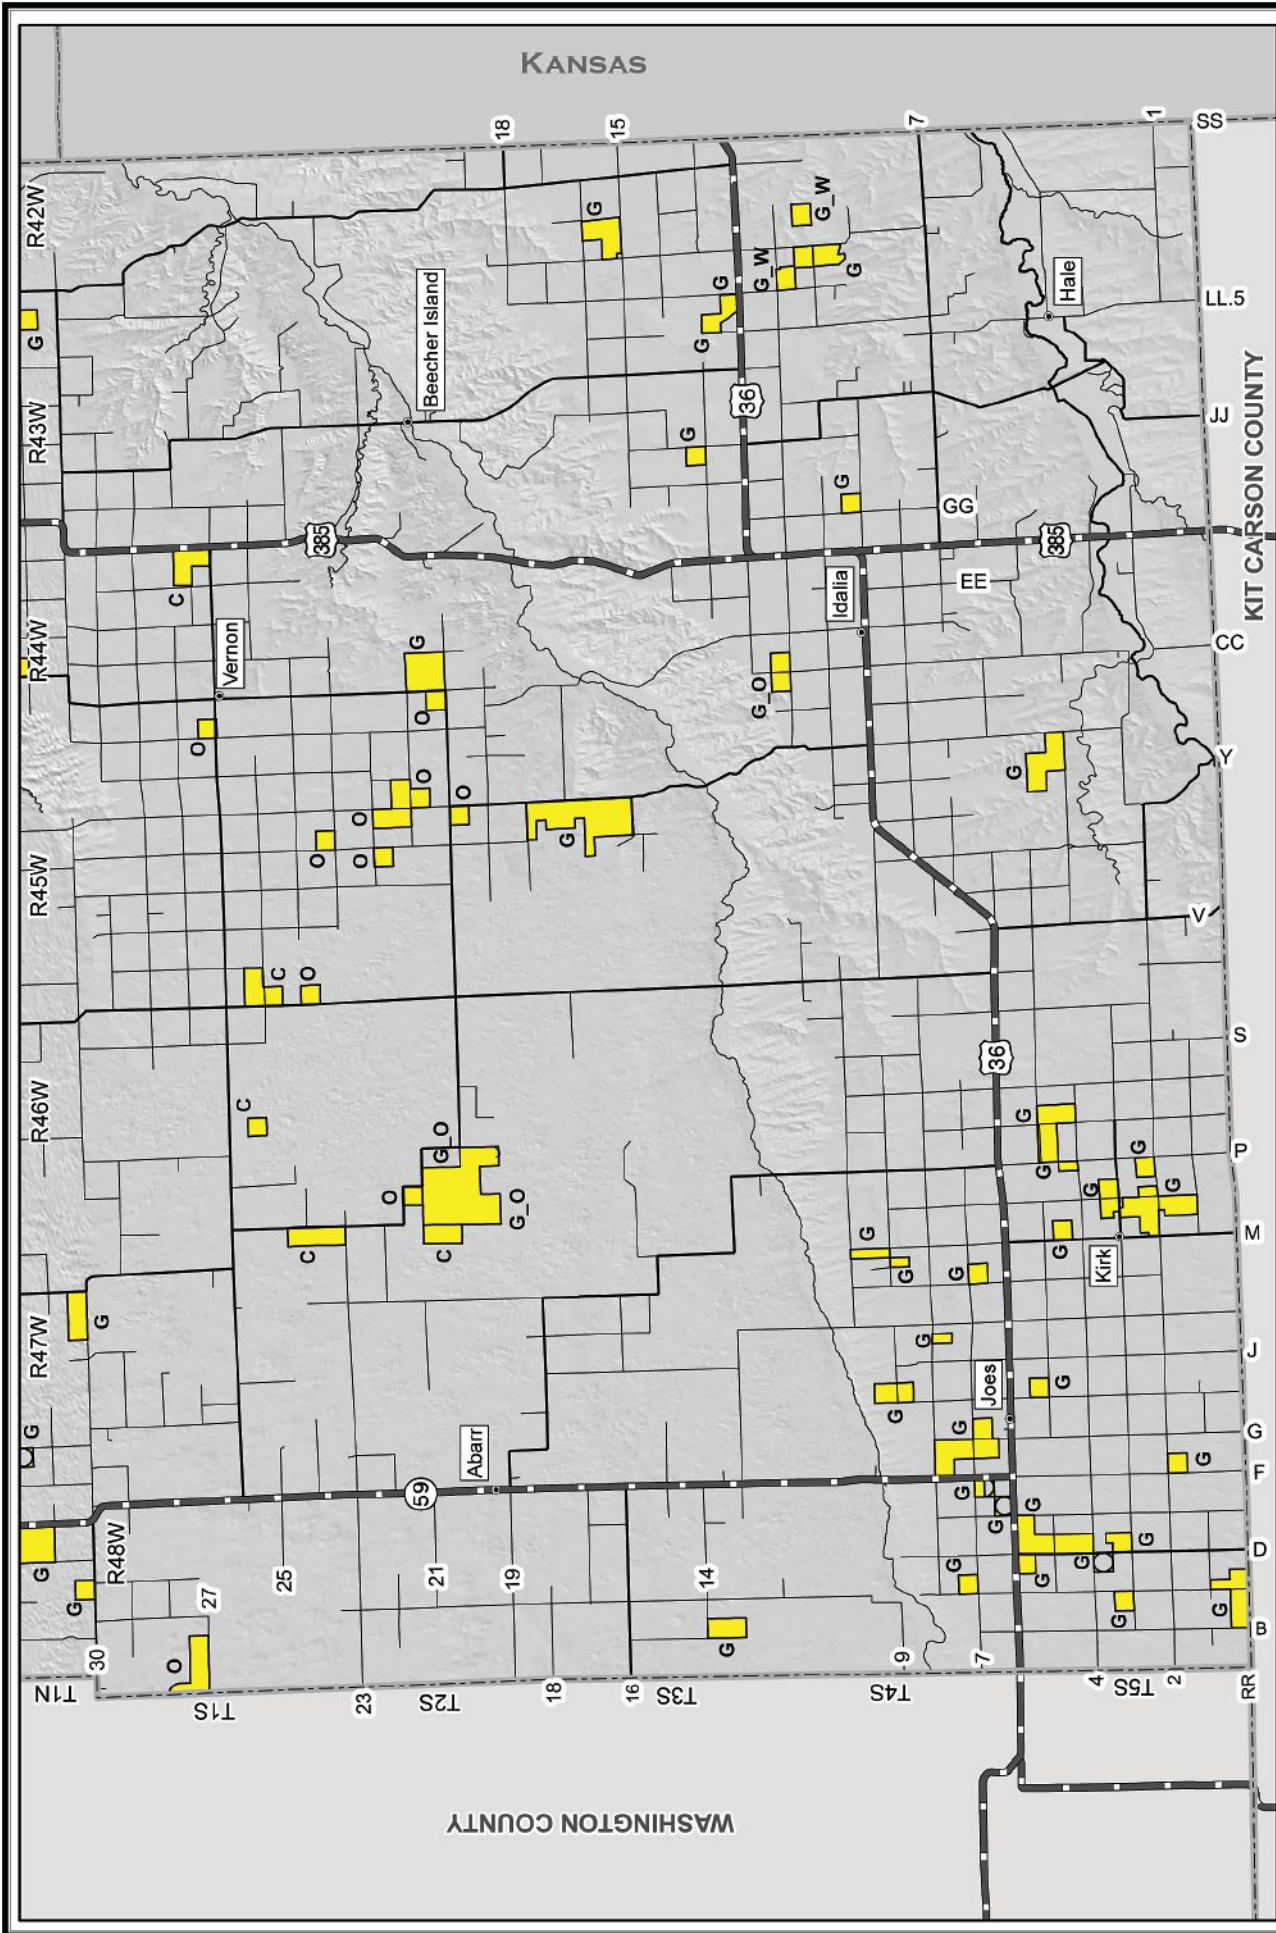 KANSAS
18
15
7
1
SS
R42W
G
G_W
G_W
G
G
G
G
LL.5
Hale
Beecher Island
R43W
36
G
G
GG
JJ
KIT CARSON COUNTY
385
385
EE
C
Idalia
R44W
Vernon
G
O
G_O
CC
O
O
O
O
O
O
G
G
Y
R45W
C
O
V
S
36
R46W
C
G_O
O
G_O
C
C
G
G
G
G
G
P
G
G
G
G
Kirk
M
R47W
G
G
G
Joes
G
G
J
G
G
Abarr
59
G
F
G
G
G
R48W
G
G
27
25
21
19
14
G
G
G
G
G
G
G
D
O
G
B
T1N
30
T1S
23
T2S
18
16
T3S
T4S
9
7
4
T5S
2
RR
WASHINGTON COUNTY